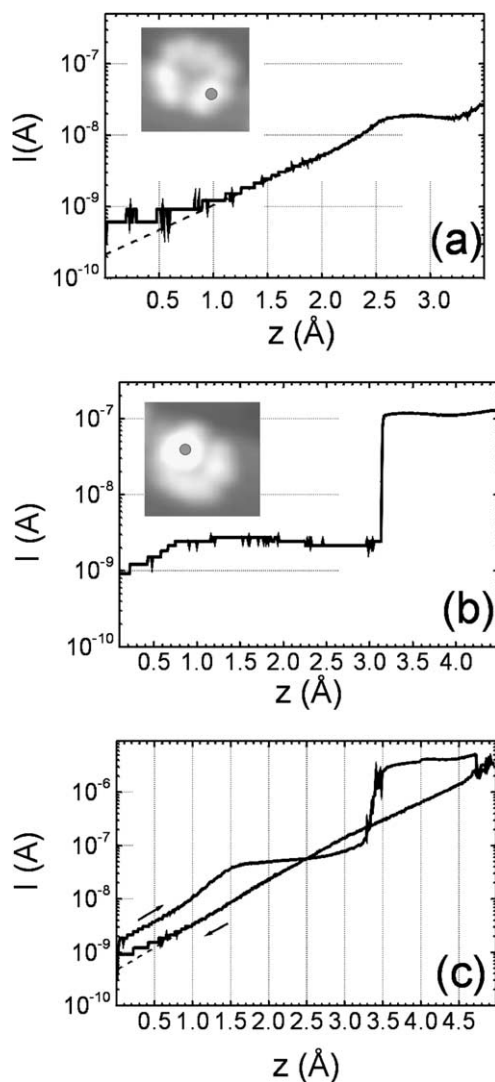 10⁻⁷
10⁻⁸
10⁻⁹
10⁻¹⁰
I(A)
0.5 1.0 1.5 2.0 2.5 3.0
z (Å)
(a)
10⁻⁷
10⁻⁸
10⁻⁹
10⁻¹⁰
I (A)
0.5 1.0 1.5 2.0 2.5 3.0 3.5 4.0
z (Å)
(b)
10⁻⁶
10⁻⁷
10⁻⁸
10⁻⁹
10⁻¹⁰
I (A)
0.5 1.0 1.5 2.0 2.5 3.0 3.5 4.0 4.5
z (Å)
(c)